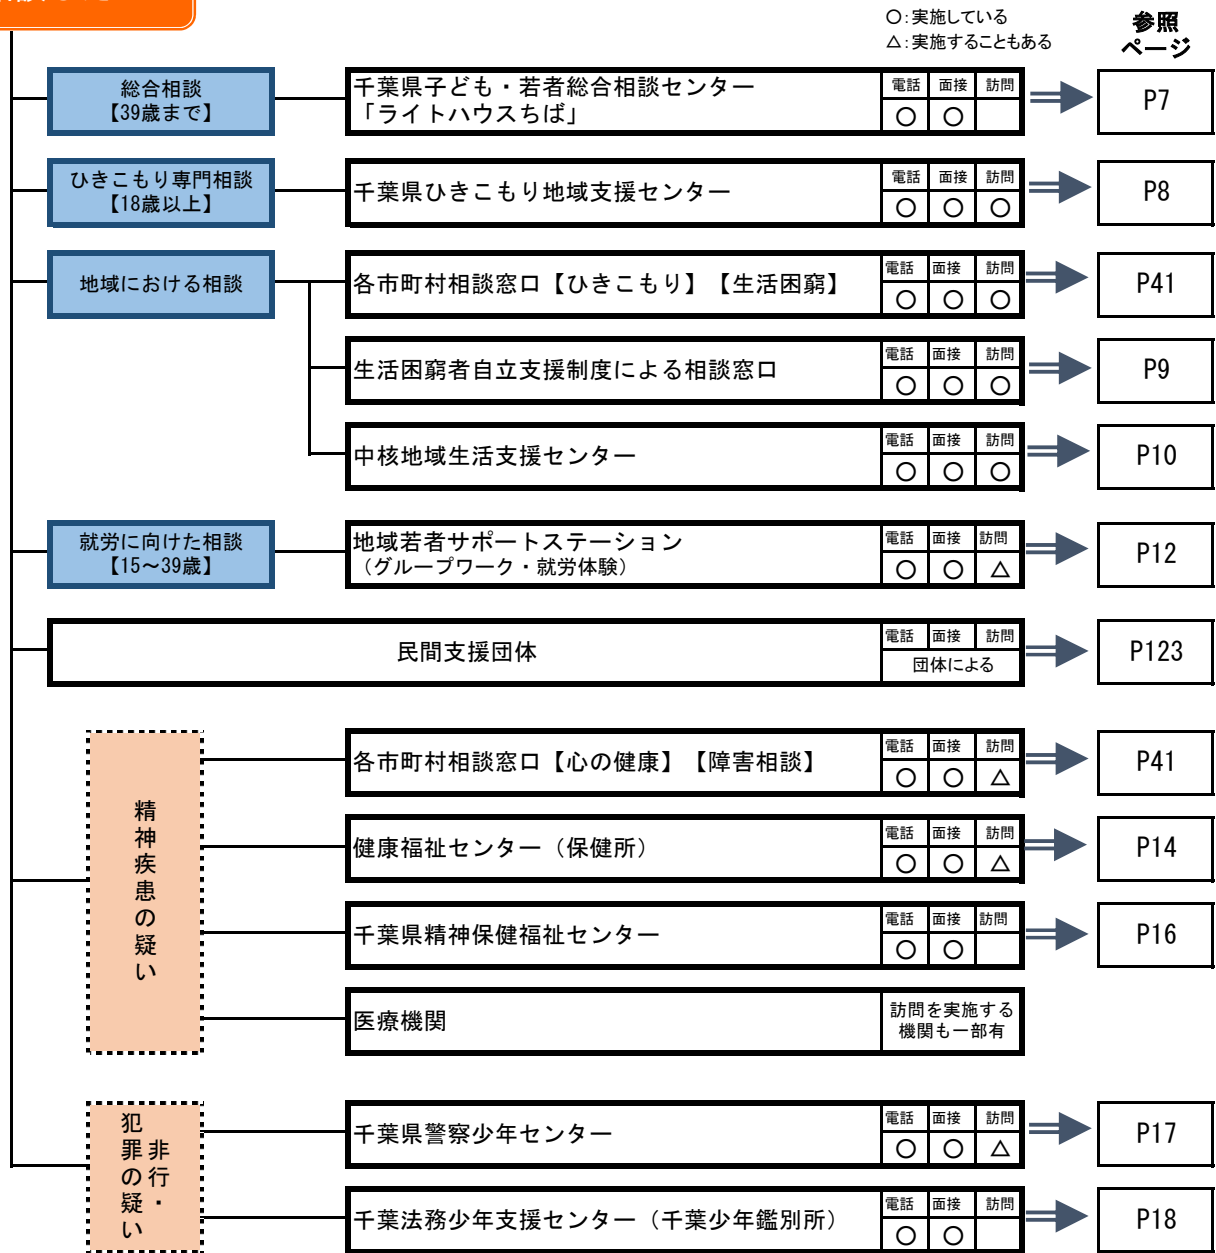 ○:実施している
△:実施することもある
参照
ページ
総合相談
【39歳まで】
千葉県子ども・若者総合相談センター
「ライトハウスちば」
電話 面接 訪問
○ ○
P7
ひきこもり専門相談
【18歳以上】
千葉県ひきこもり地域支援センター
電話 面接 訪問
○ ○ ○
P8
地域における相談
各市町村相談窓口【ひきこもり】【生活困窮】
電話 面接 訪問
○ ○ ○
P41
生活困窮者自立支援制度による相談窓口
電話 面接 訪問
○ ○ ○
P9
中核地域生活支援センター
電話 面接 訪問
○ ○ ○
P10
就労に向けた相談
【15～39歳】
地域若者サポートステーション
（グループワーク・就労体験）
電話 面接 訪問
○ ○ △
P12
民間支援団体
電話 面接 訪問
団体による
P123
精神疾患の疑い
各市町村相談窓口【心の健康】【障害相談】
電話 面接 訪問
○ ○ △
P41
健康福祉センター（保健所）
電話 面接 訪問
○ ○ △
P14
千葉県精神保健福祉センター
電話 面接 訪問
○ ○
P16
医療機関
訪問を実施する
機関も一部有
非行・
犯罪の疑い
千葉県警察少年センター
電話 面接 訪問
○ ○ △
P17
千葉法務少年支援センター（千葉少年鑑別所）
電話 面接 訪問
○ ○
P18